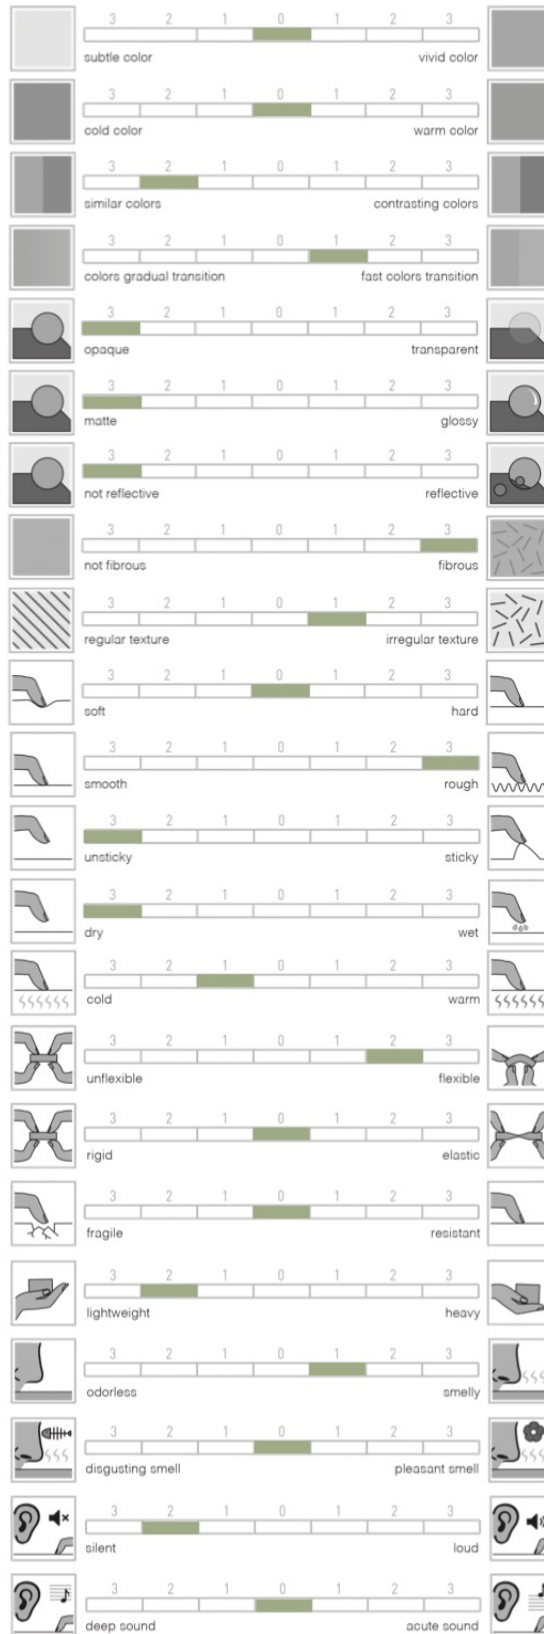 3 2 1 0 1 2 3
subtle color vivid color
3 2 1 0 1 2 3
cold color warm color
3 2 1 0 1 2 3
similar colors contrasting colors
3 2 1 0 1 2 3
colors gradual transition fast colors transition
3 2 1 0 1 2 3
opaque transparent
3 2 1 0 1 2 3
matte glossy
3 2 1 0 1 2 3
not reflective reflective
3 2 1 0 1 2 3
not fibrous fibrous
3 2 1 0 1 2 3
regular texture irregular texture
3 2 1 0 1 2 3
soft hard
3 2 1 0 1 2 3
smooth rough
3 2 1 0 1 2 3
unsticky sticky
3 2 1 0 1 2 3
dry wet
3 2 1 0 1 2 3
cold warm
3 2 1 0 1 2 3
unflexible flexible
3 2 1 0 1 2 3
rigid elastic
3 2 1 0 1 2 3
fragile resistant
3 2 1 0 1 2 3
lightweight heavy
3 2 1 0 1 2 3
odorless smelly
3 2 1 0 1 2 3
disgusting smell pleasant smell
3 2 1 0 1 2 3
silent loud
3 2 1 0 1 2 3
deep sound acute sound